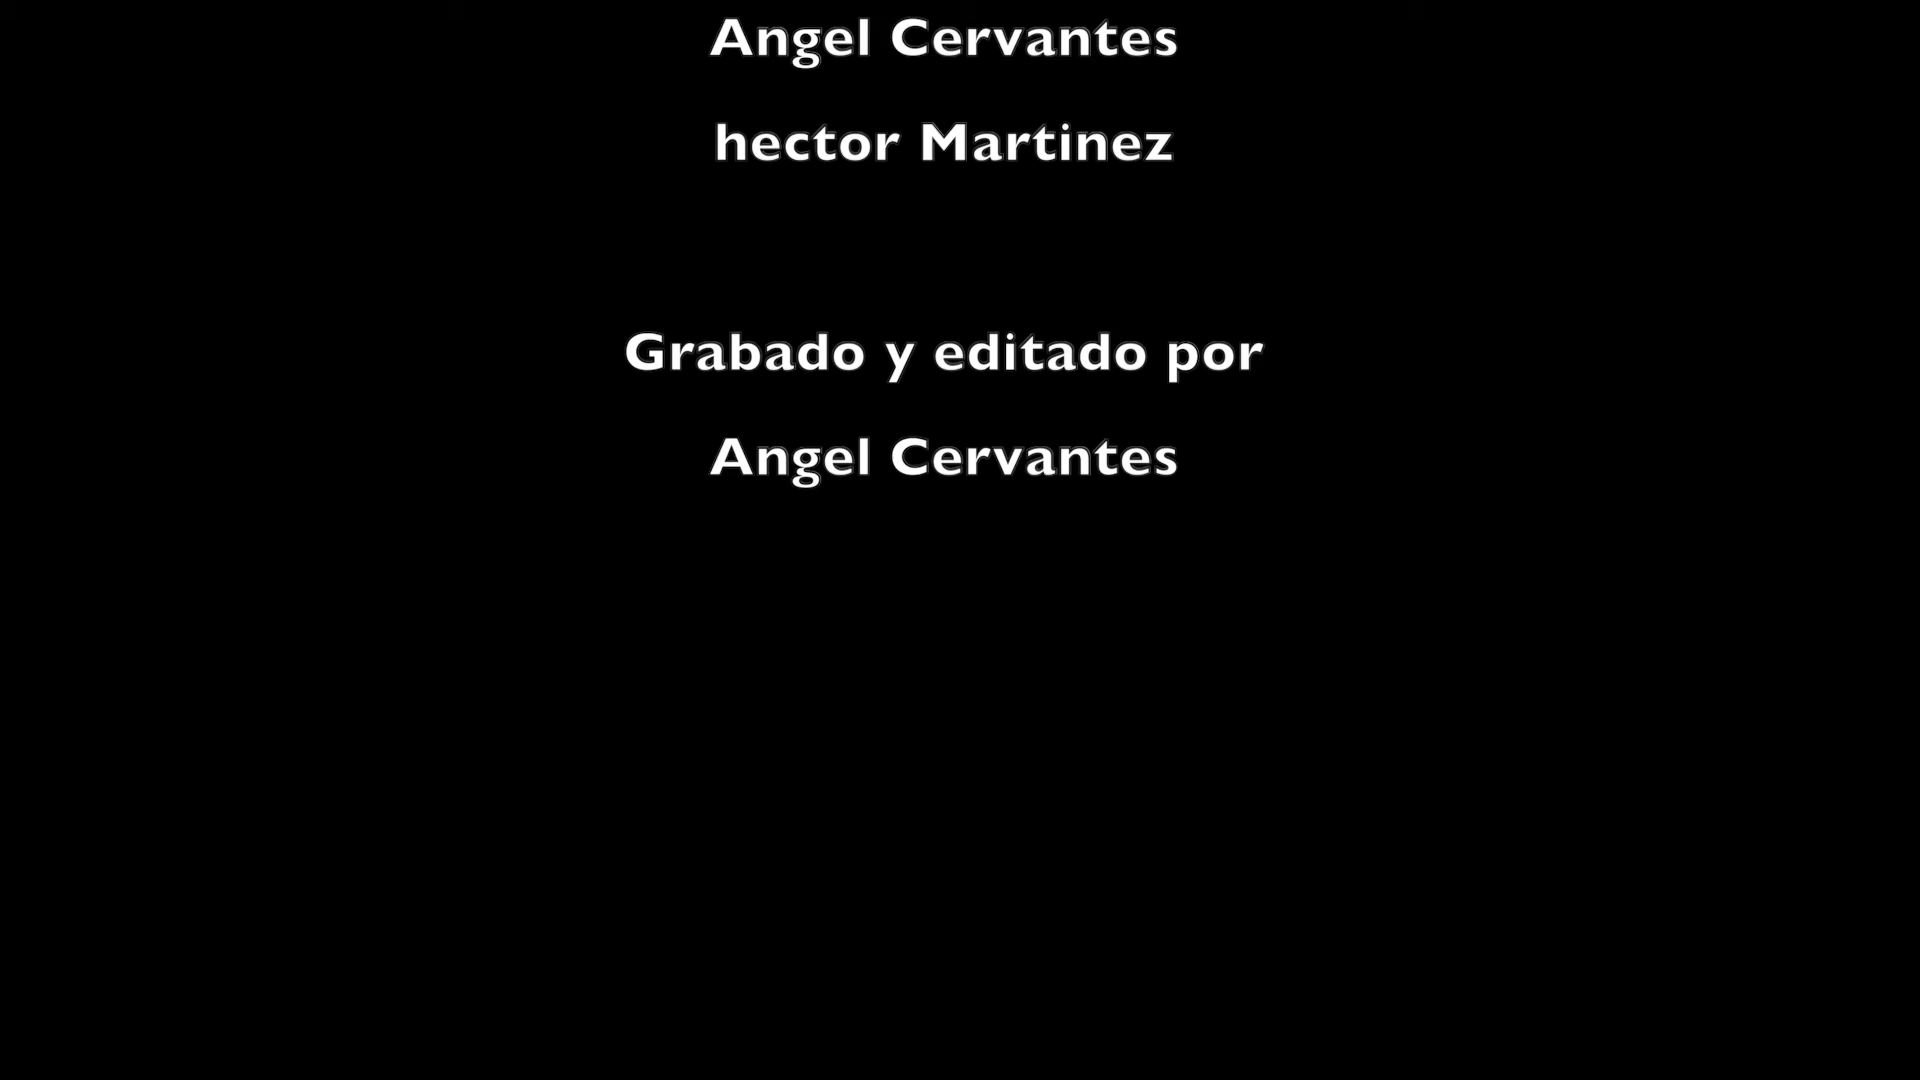 Angel Cervantes
hector Martinez
Grabado y editado por
Angel Cervantes